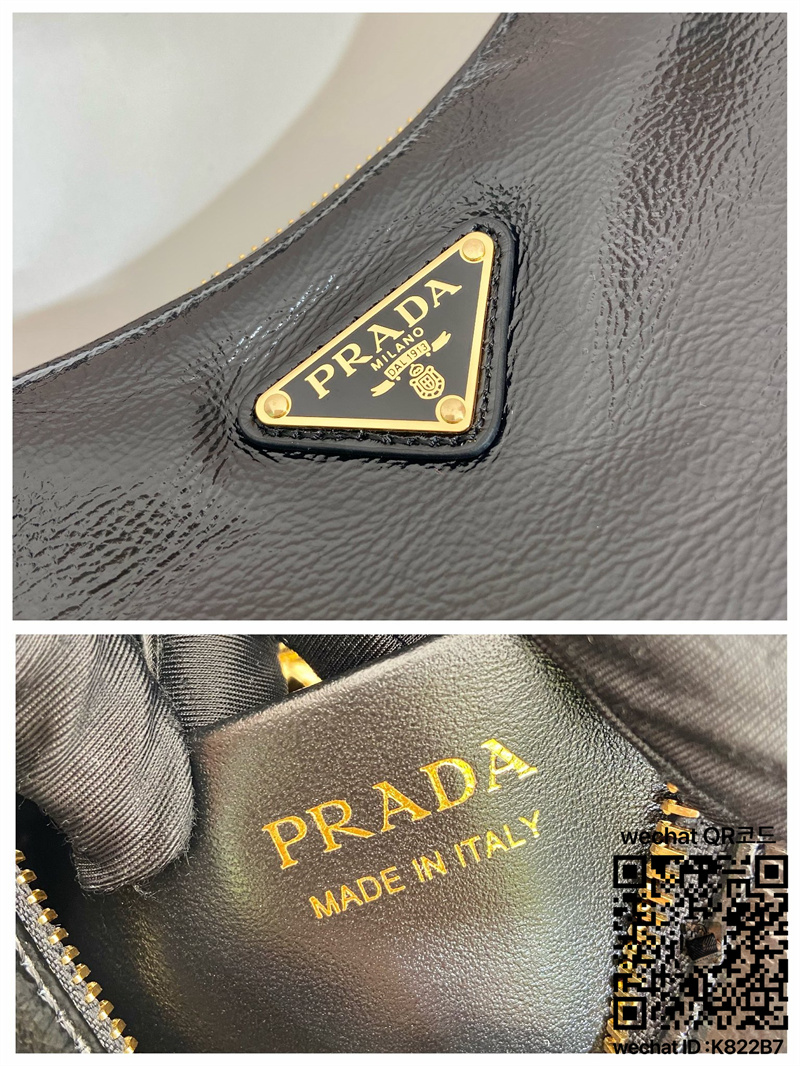 PRADA
MILANO
DAL 1913
PRADA
MADE IN ITALY
wechat QR코드
wechat ID :K822B7